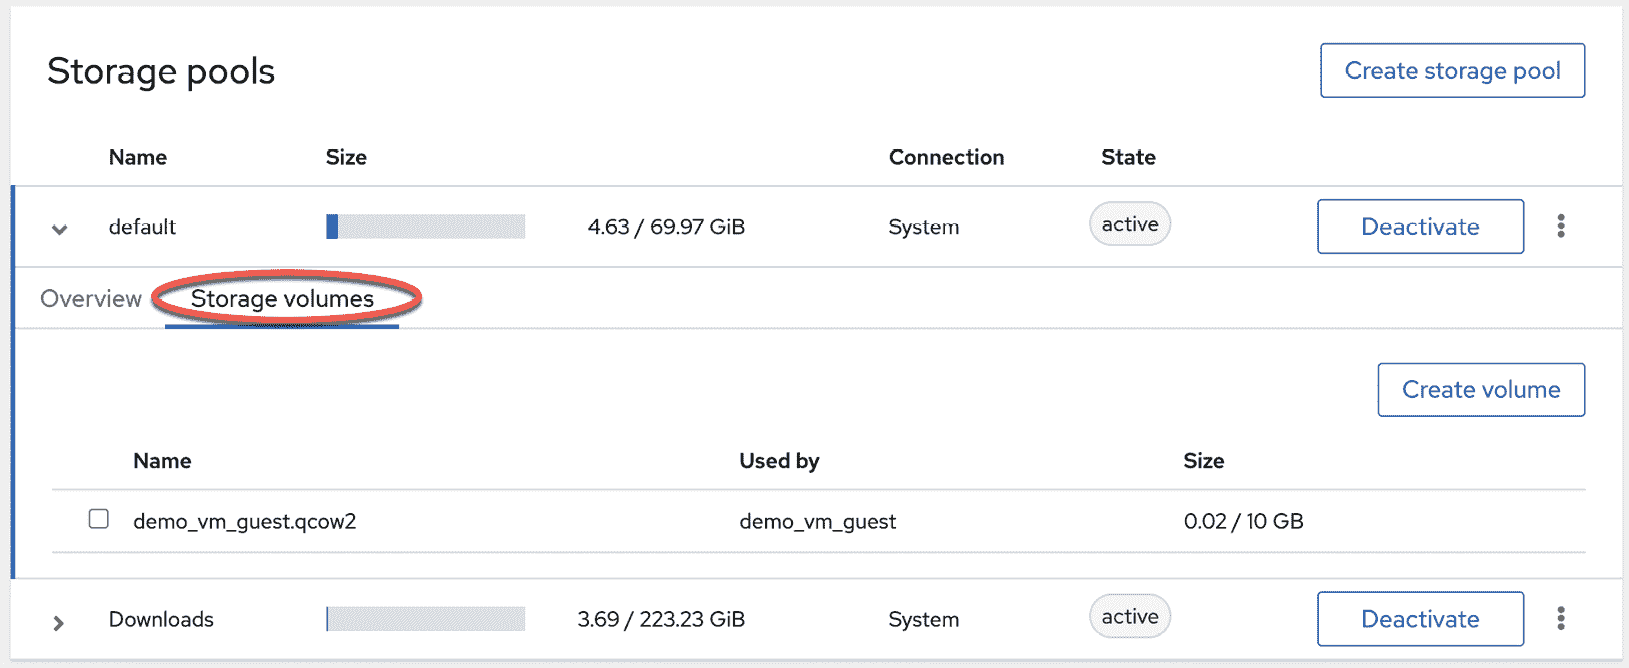 Storage pools
Create storage pool
Name Size Connection State
default 4.63 / 69.97 GiB System active Deactivate
Overview Storage volumes
Create volume
Name Used by Size
demo_vm_guest.qcow2 demo_vm_guest 0.02 / 10 GB
Downloads 3.69 / 223.23 GiB System active Deactivate